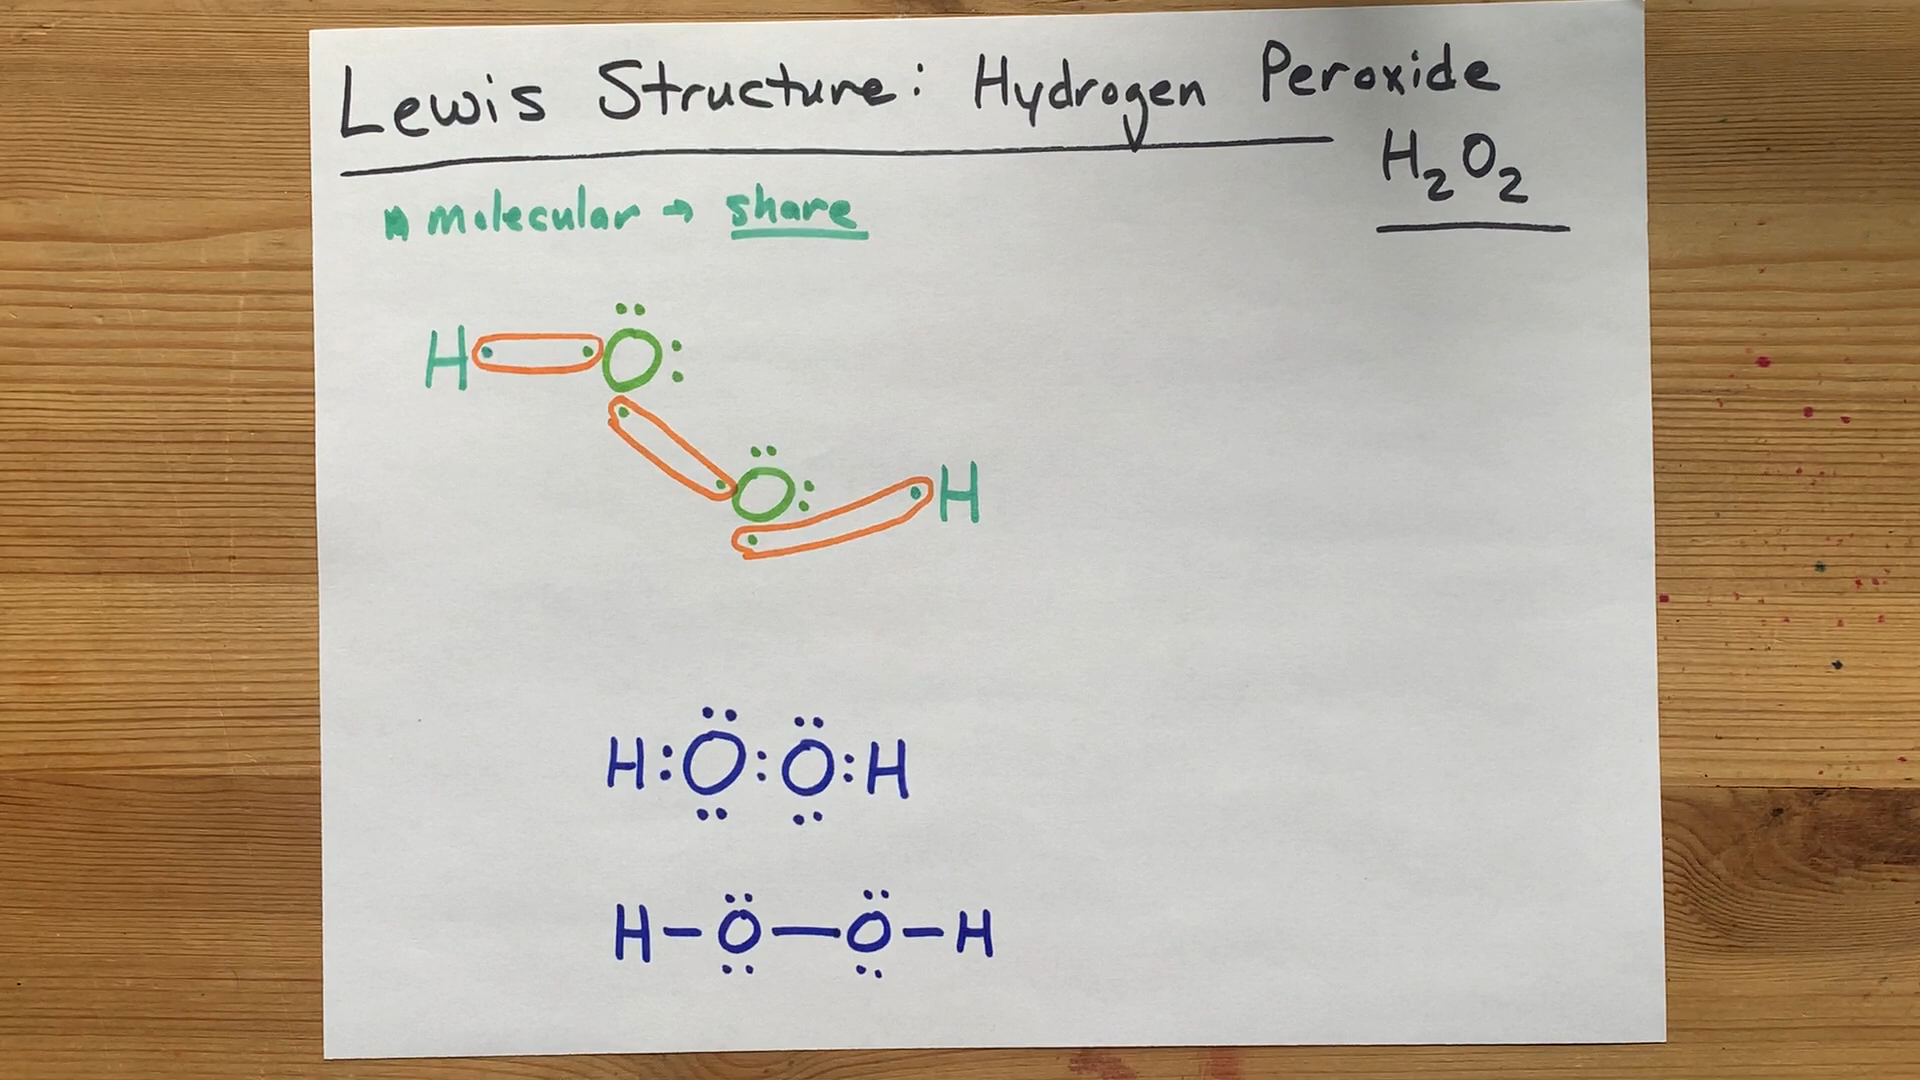 Lewis Structure: Hydrogen Peroxide
H₂O₂
molecular → share
H··Ö̤:
H · Ö : 
· Ö: · H
H:Ö̤:Ö̤:H
H–Ö̤–Ö̤–H